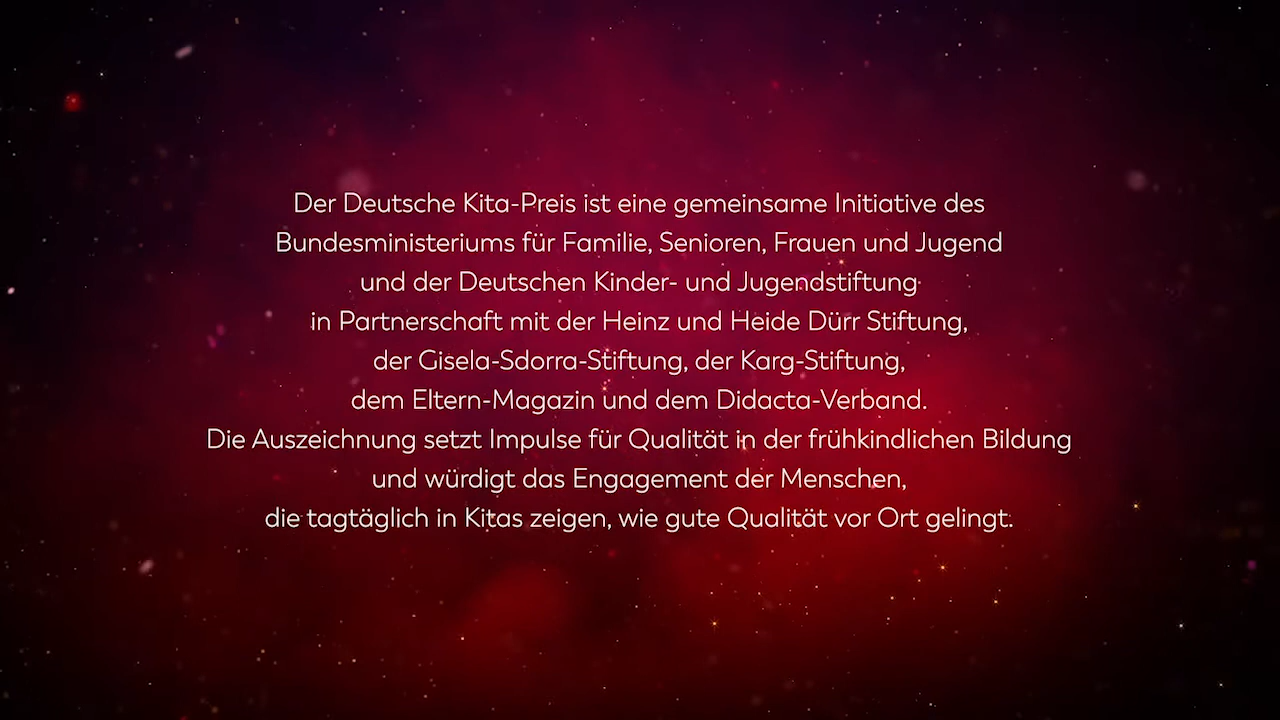 Der Deutsche Kita-Preis ist eine gemeinsame Initiative des
Bundesministeriums für Familie, Senioren, Frauen und Jugend
und der Deutschen Kinder- und Jugendstiftung
in Partnerschaft mit der Heinz und Heide Dürr Stiftung,
der Gisela-Sdorra-Stiftung, der Karg-Stiftung,
dem Eltern-Magazin und dem Didacta-Verband.
Die Auszeichnung setzt Impulse für Qualität in der frühkindlichen Bildung
und würdigt das Engagement der Menschen,
die tagtäglich in Kitas zeigen, wie gute Qualität vor Ort gelingt.